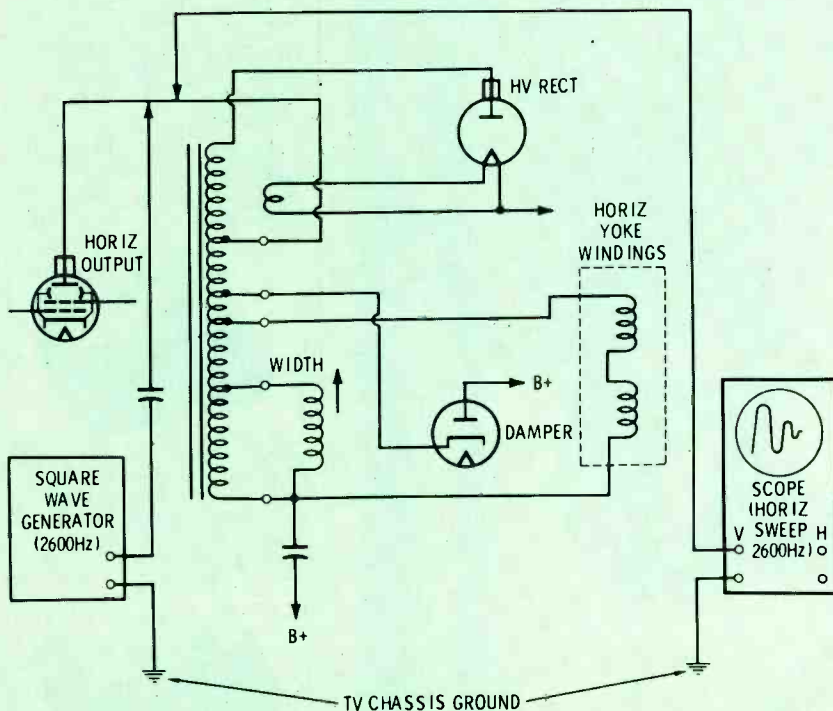 HV RECT
HORIZ
OUTPUT
HORIZ
YOKE
WINDINGS
WIDTH
B+
DAMPER
SQUARE
WAVE
GENERATOR
(2600Hz)
SCOPE
(HORIZ
SWEEP
V 2600Hz) H
B+
TV CHASSIS GROUND